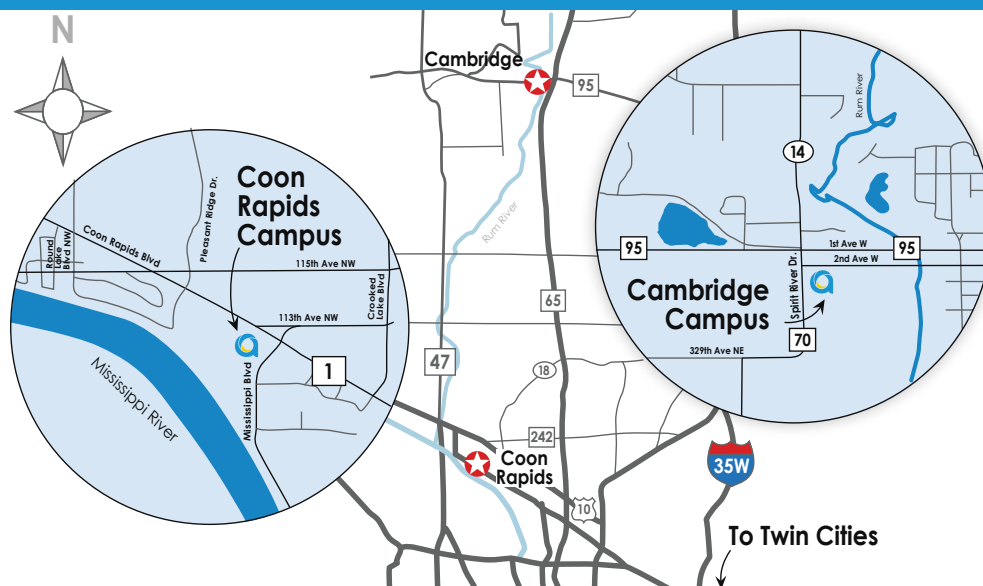 N
Cambridge
95
Rum River
47
65
18
242
Coon
Rapids
10
35W
To Twin Cities
Coon
Rapids
Campus
Pleasant Ridge Dr.
Coon Rapids Blvd
Round
Lake
Blvd NW
115th Ave NW
Crooked
Lake Blvd
113th Ave NW
1
Mississippi Blvd
Mississippi River
Rum River
14
95
1st Ave W
95
2nd Ave W
Spirit River Dr.
Cambridge
Campus
70
329th Ave NE